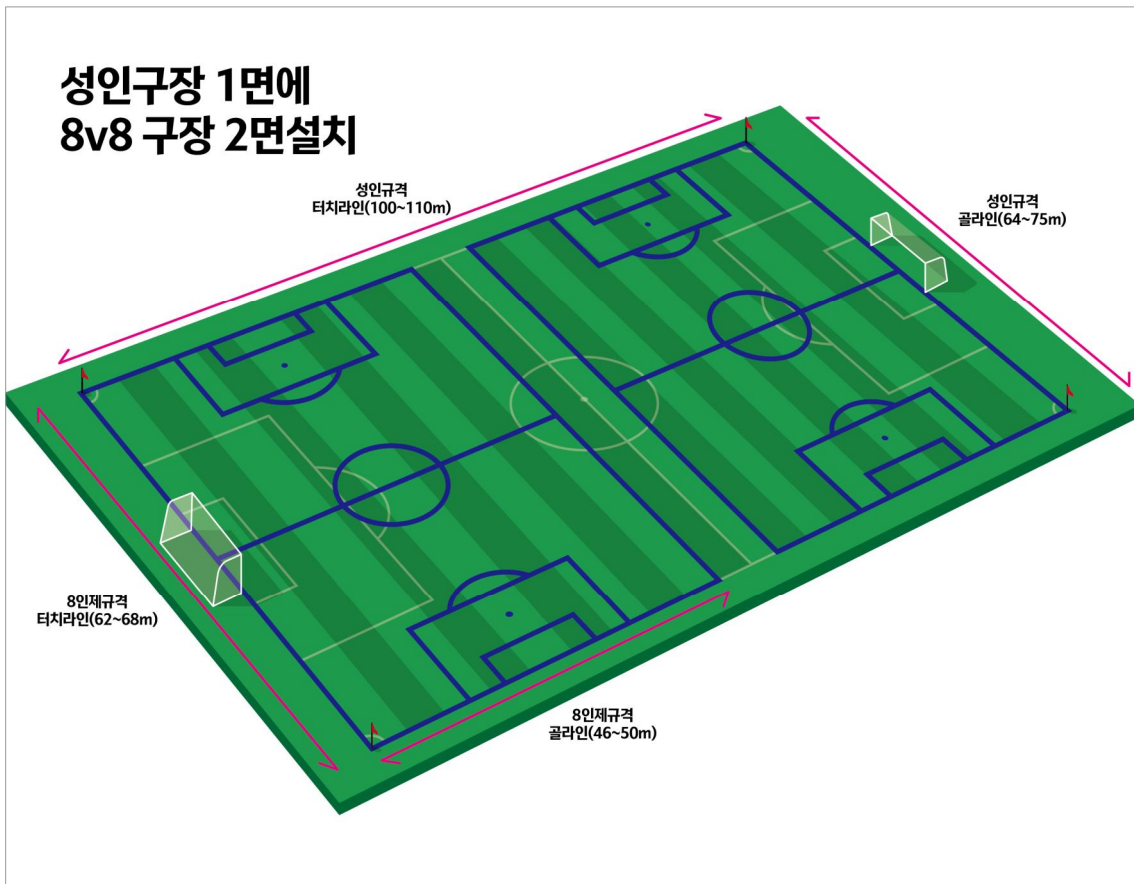 성인구장 1면에
8v8 구장 2면설치
성인규격
터치라인(100~110m)
성인규격
골라인(64~75m)
8인제규격
터치라인(62~68m)
8인제규격
골라인(46~50m)